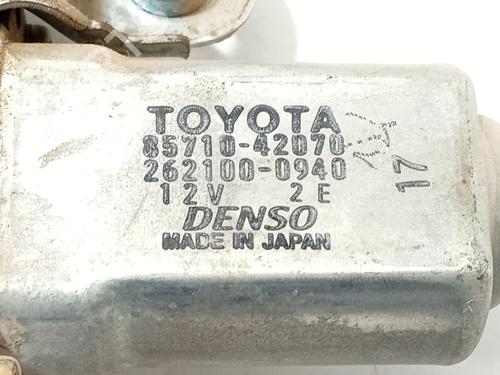 TOYOTA
85710-42070
262100-0940
12V 2E
DENSO
MADE IN JAPAN
17